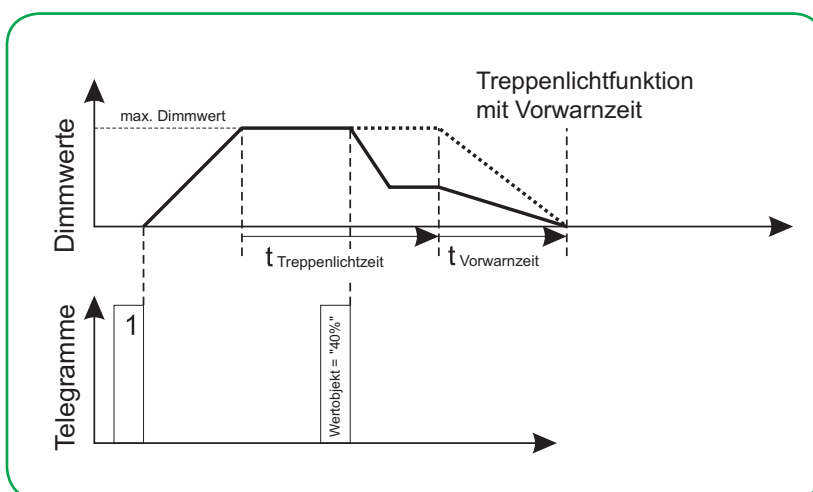 Treppenlichtfunktion
mit Vorwarnzeit
max. Dimmwert
Dimmwerte
t Treppenlichtzeit
t Vorwarnzeit
Telegramme
1
Wertobjekt = "40%"